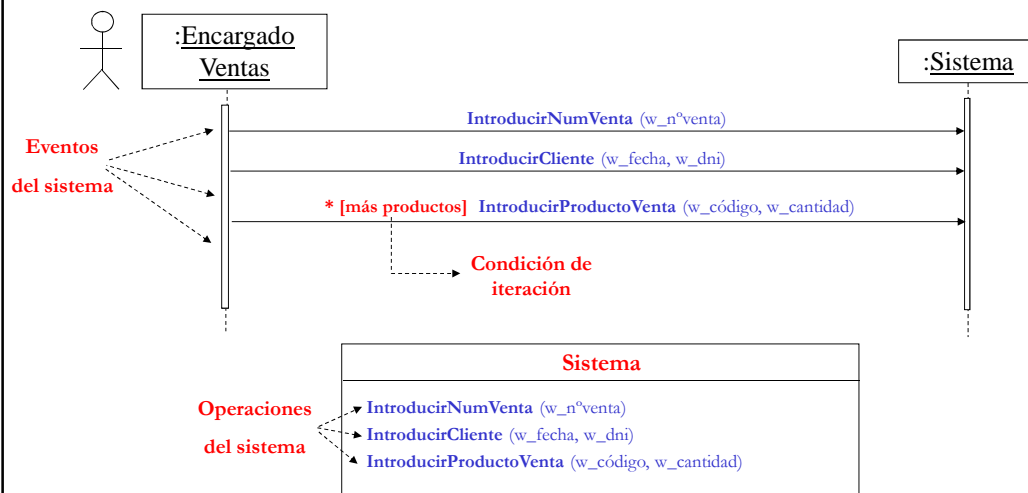 :Encargado
Ventas
:Sistema
IntroducirNumVenta (w_nºventa)
Eventos
del sistema
IntroducirCliente (w_fecha, w_dni)
* [más productos] IntroducirProductoVenta (w_código, w_cantidad)
Condición de
iteración
Sistema
Operaciones
del sistema
IntroducirNumVenta (w_nºventa)
IntroducirCliente (w_fecha, w_dni)
IntroducirProductoVenta (w_código, w_cantidad)